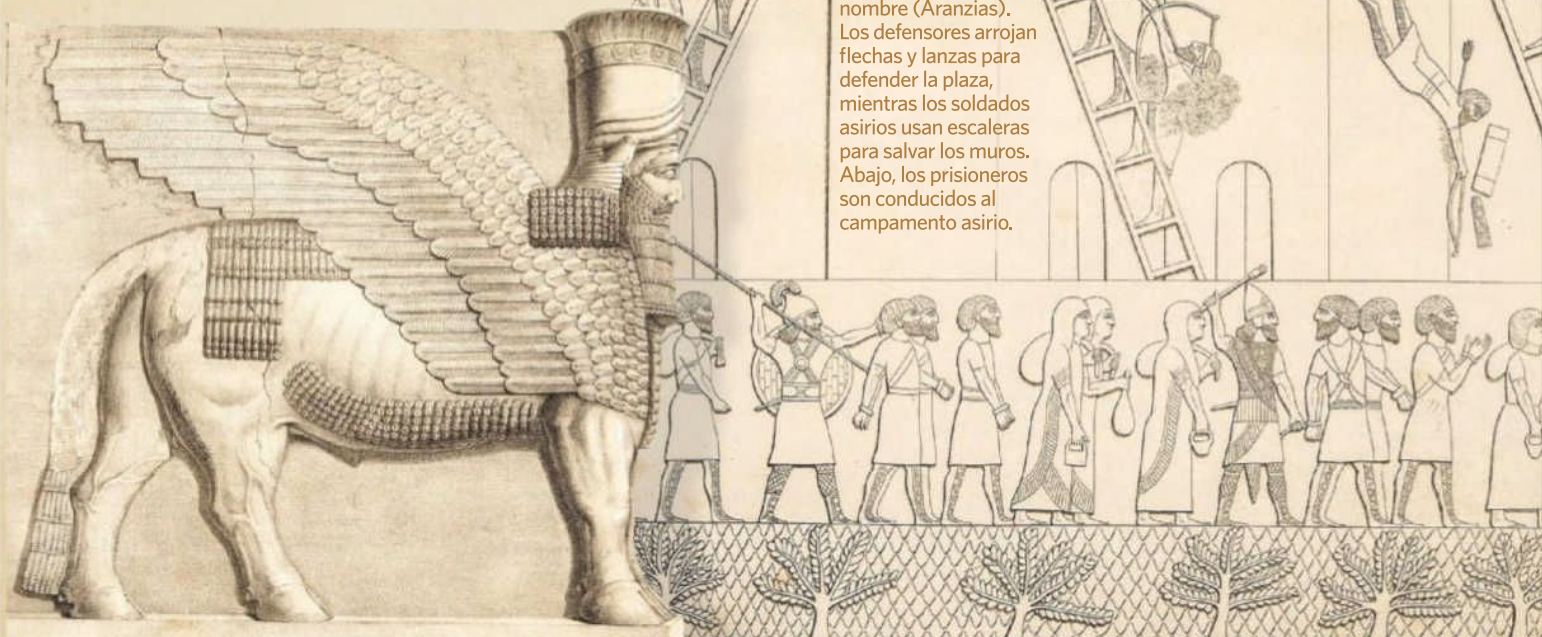 nombre (Aranzias).
Los defensores arrojan
flechas y lanzas para
defender la plaza,
mientras los soldados
asirios usan escaleras
para salvar los muros.
Abajo, los prisioneros
son conducidos al
campamento asirio.